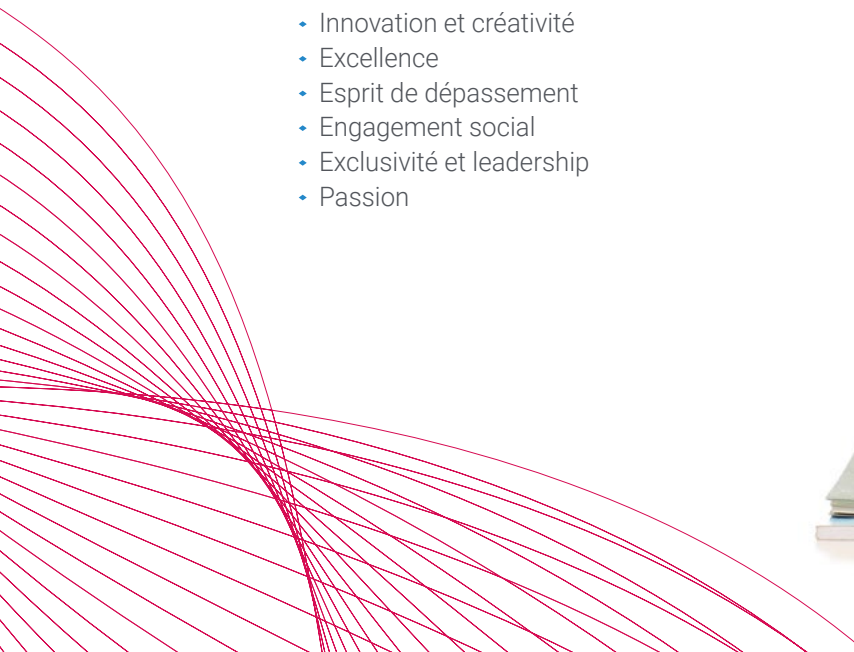 Innovation et créativité
Excellence
Esprit de dépassement
Engagement social
Exclusivité et leadership
Passion